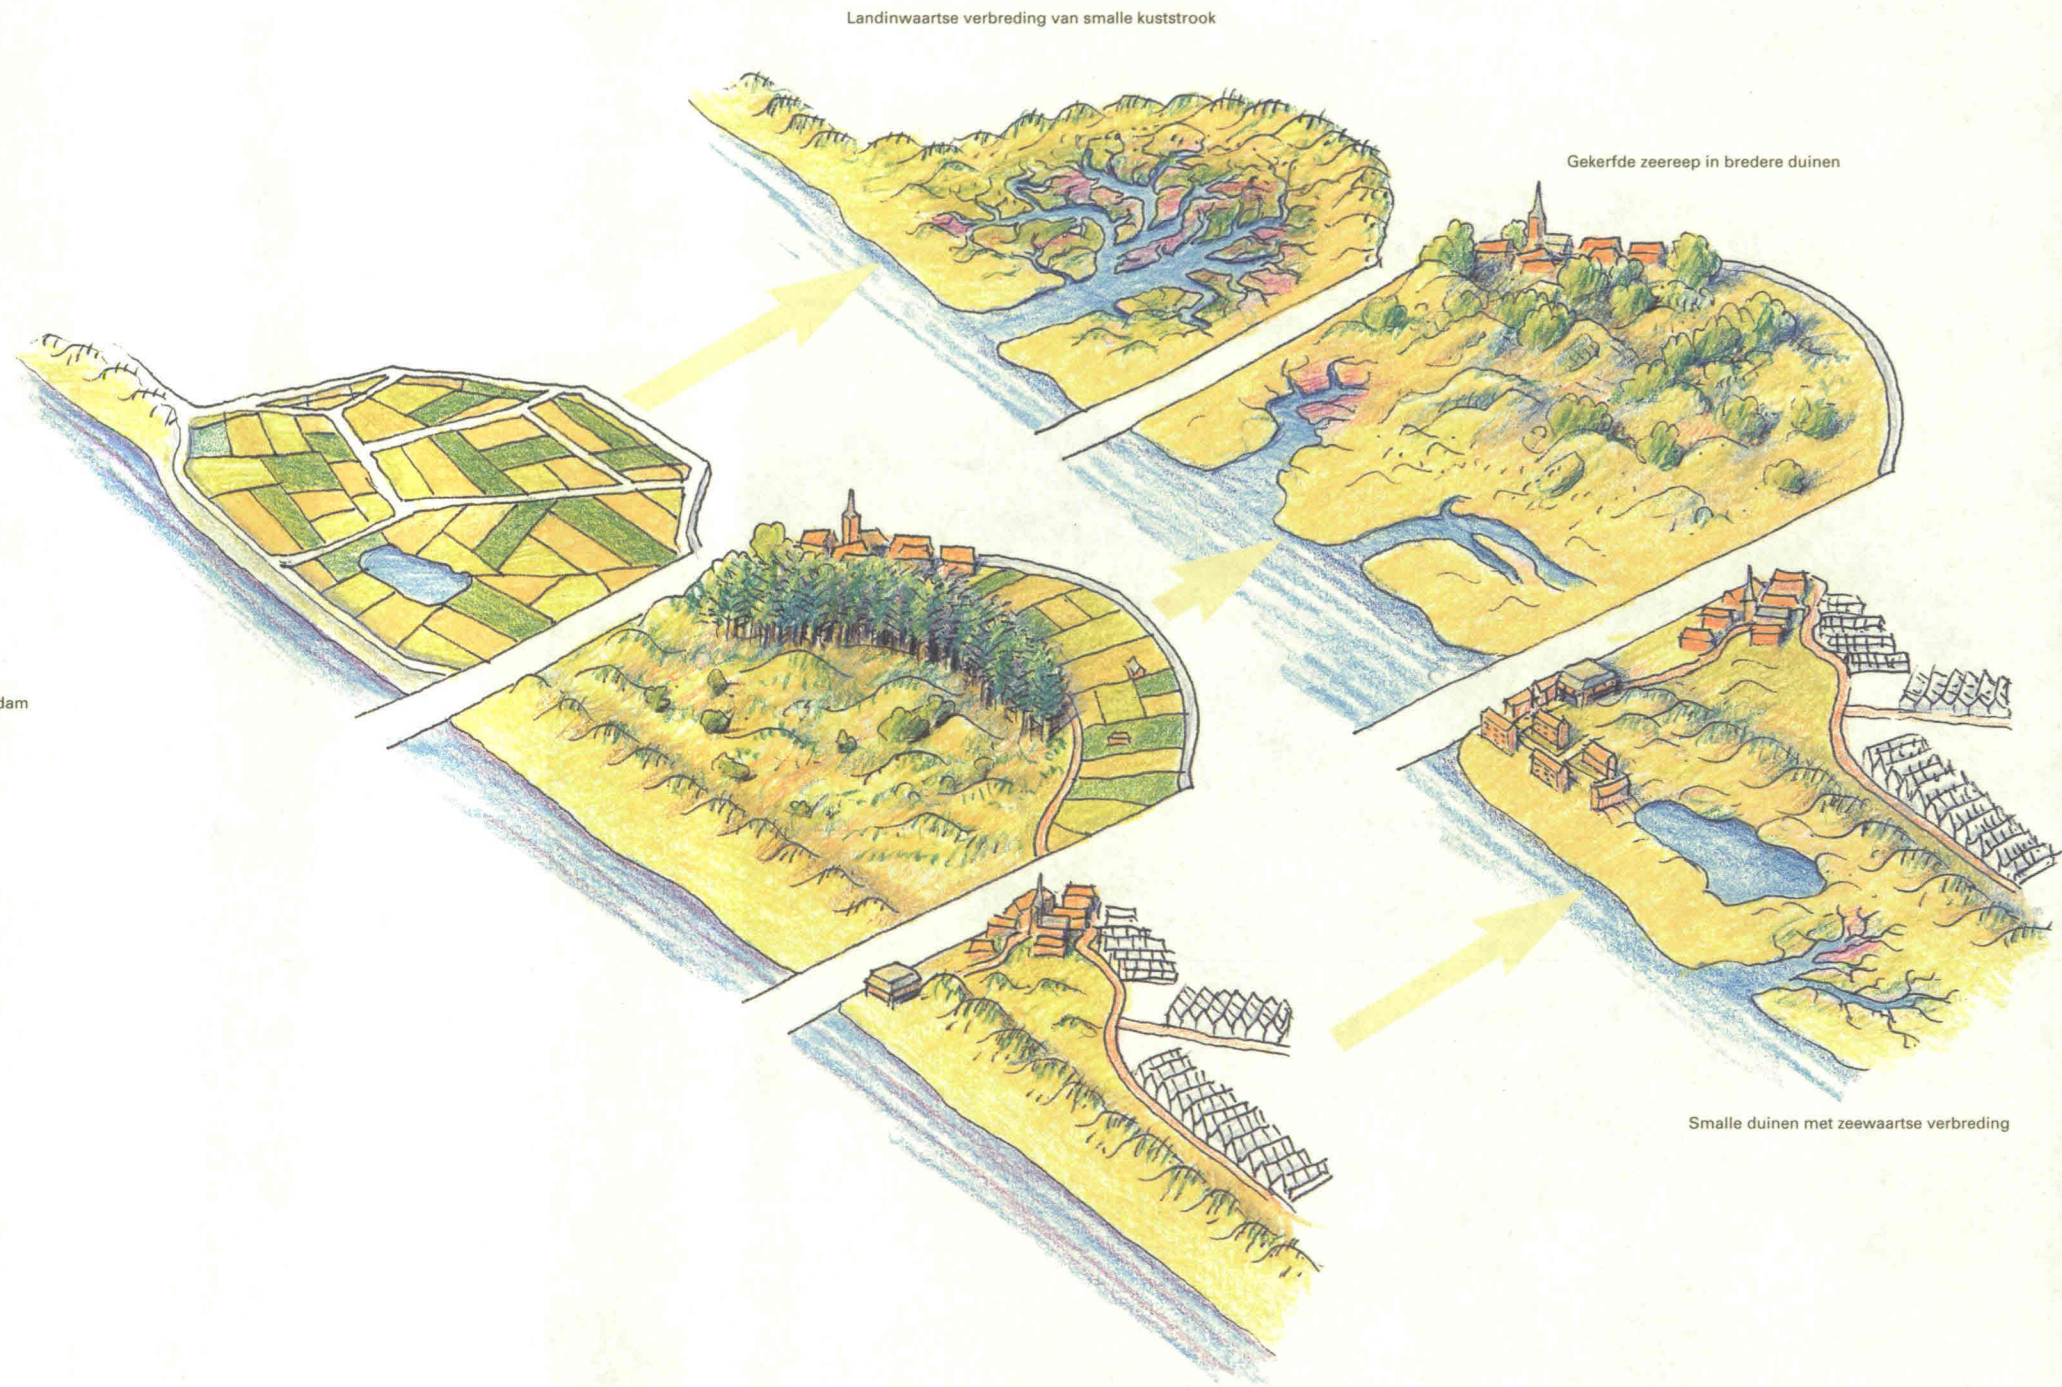 Landinwaartse verbreding van smalle kuststrook
Gekerfde zeereep in bredere duinen
dam
Smalle duinen met zeewaartse verbreding